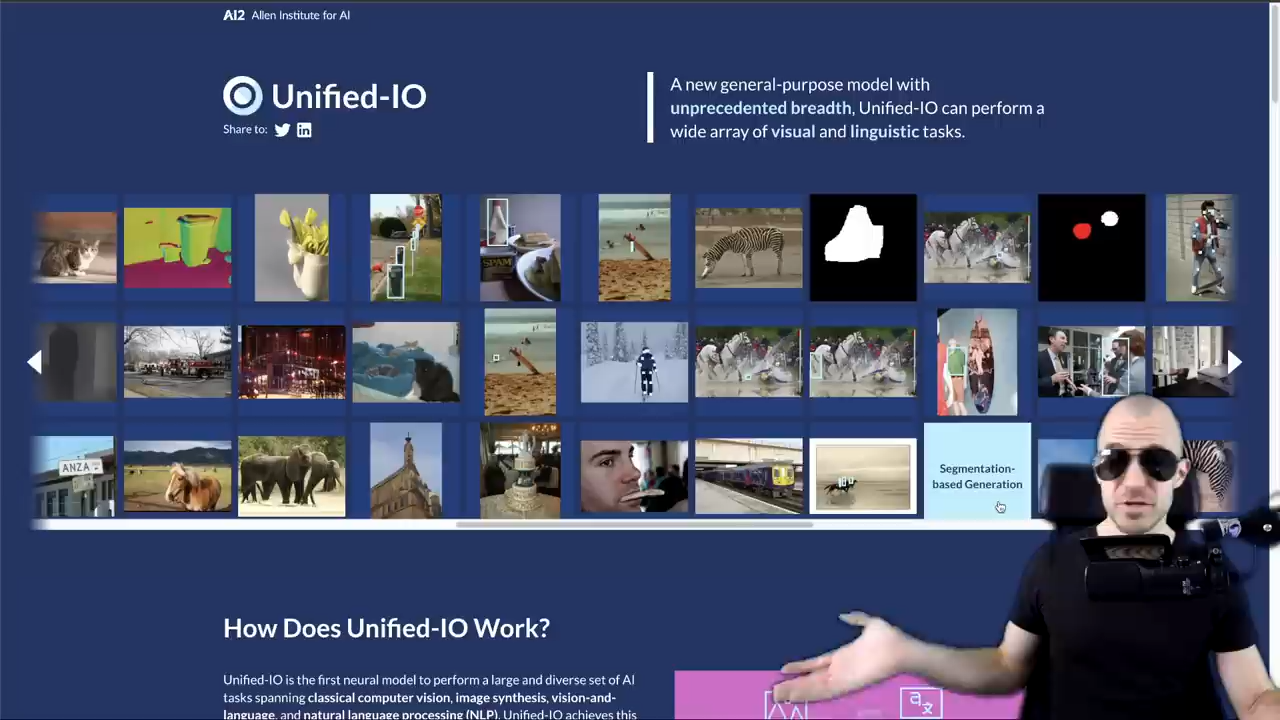 AI2 Allen Institute for AI
Unified-IO
Share to:
A new general-purpose model with
unprecedented breadth, Unified-IO can perform a
wide array of visual and linguistic tasks.
SPAM
ANZA
Segmentation-
based Generation
How Does Unified-IO Work?
Unified-IO is the first neural model to perform a large and diverse set of AI
tasks spanning classical computer vision, image synthesis, vision-and-
language, and natural language processing (NLP). Unified-IO achieves this